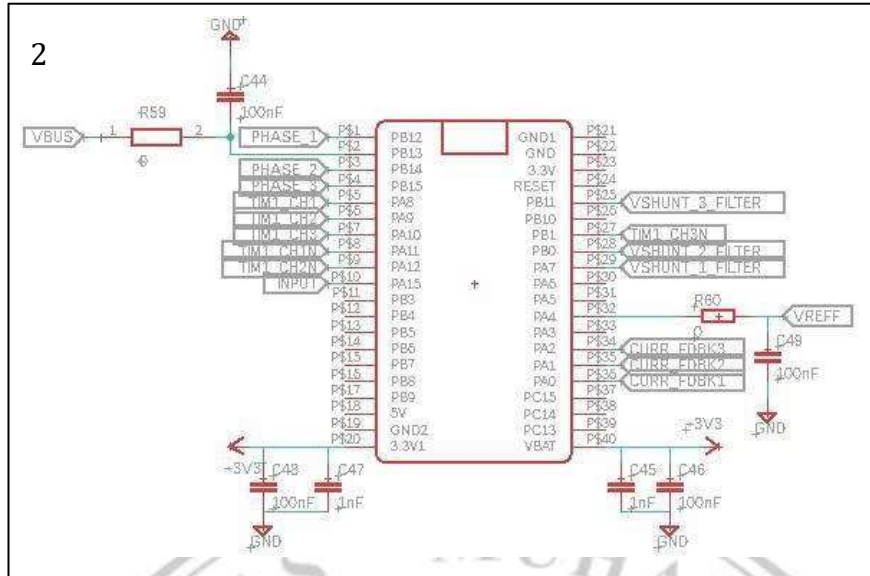 2
GND
C44
100nF
R59
VBUS
1
2
0
PHASE_1
PHASE_2
PHASE_3
TIM1_CH1
TIM1_CH2
TIM1_CH3
TIM1_CH1N
TIM1_CH2N
INPUT
P$1
P$2
P$3
P$4
P$5
P$6
P$7
P$8
P$9
P$10
P$11
P$12
P$13
P$14
P$15
P$16
P$17
P$18
P$19
P$20
PB12
PB13
PB14
PB15
PA8
PA9
PA10
PA11
PA12
PA15
PB3
PB4
PB5
PB6
PB7
PB8
PB9
5V
GND2
3.3V1
GND1
GND
3.3V
RESET
PB11
PB10
PB1
PB0
PA7
PA6
PA5
PA4
PA3
PA2
PA1
PA0
PC15
PC14
PC13
VBAT
P$21
P$22
P$23
P$24
P$25
P$26
P$27
P$28
P$29
P$30
P$31
P$32
P$33
P$34
P$35
P$36
P$37
P$38
P$39
P$40
VSHUNT_3_FILTER
TIM1_CH3N
VSHUNT_2_FILTER
VSHUNT_1_FILTER
R60
0
VREFF
CURR_FDBK3
CURR_FDBK2
CURR_FDBK1
C49
100nF
GND
+3V3
C48
100nF
C47
1nF
GND
+3V3
C45
1nF
C46
100nF
GND